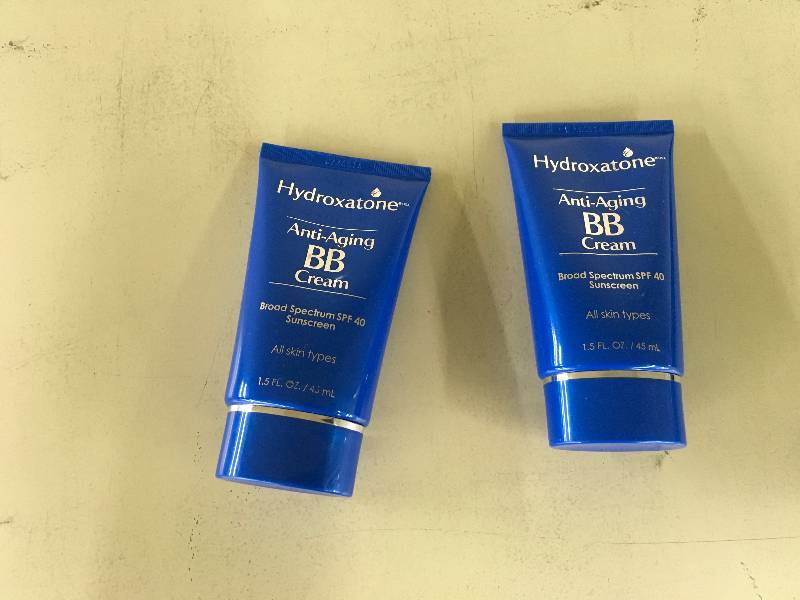 Hydroxatone
Anti-Aging
BB
Cream
Broad Spectrum SPF 40
Sunscreen
All skin types
1.5 FL. OZ. / 45 mL
Hydroxatone
Anti-Aging
BB
Cream
Broad Spectrum SPF 40
Sunscreen
All skin types
1.5 FL. OZ. / 45 mL